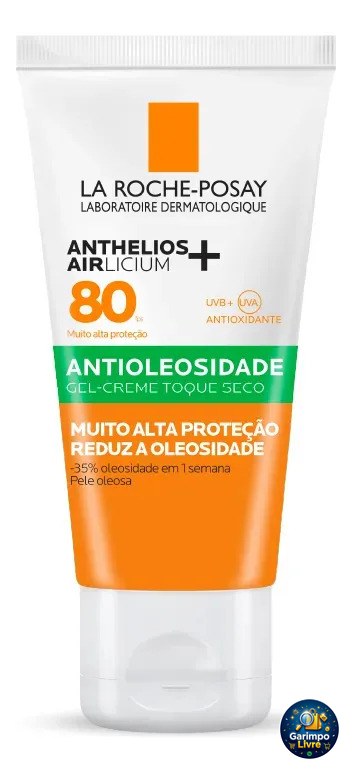 LA ROCHE-POSAY
LABORATOIRE DERMATOLOGIQUE
ANTHELIOS
AIRLICIUM +
80
Muito alta proteção
UVB + UVA
ANTIOXIDANTE
ANTIOLEOSIDADE
GEL-CREME TOQUE SECO
MUITO ALTA PROTEÇÃO
REDUZ A OLEOSIDADE
-35% oleosidade em 1 semana
Pele oleosa
Garimpo
Livre